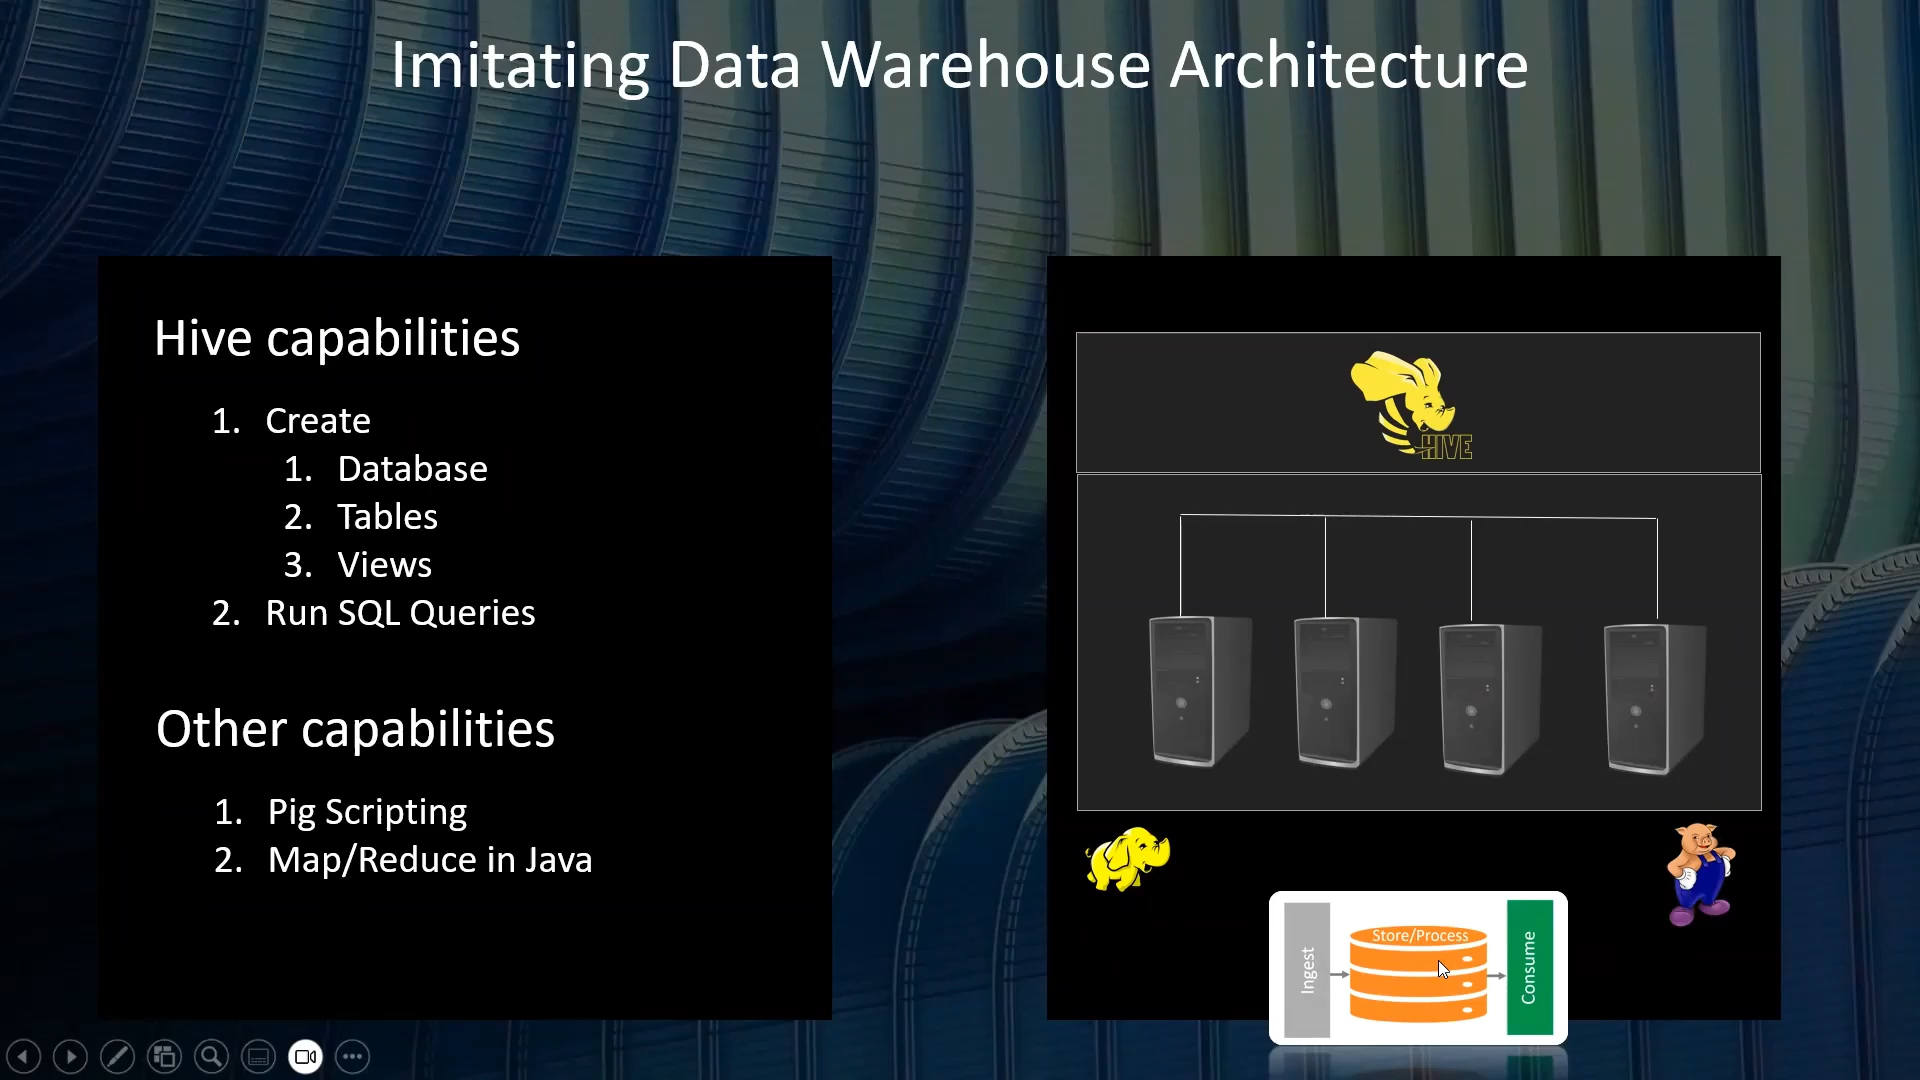 Imitating Data Warehouse Architecture
Hive capabilities
1. Create
1. Database
2. Tables
3. Views
2. Run SQL Queries
Other capabilities
1. Pig Scripting
2. Map/Reduce in Java
HIVE
Ingest
Store/Process
Consume